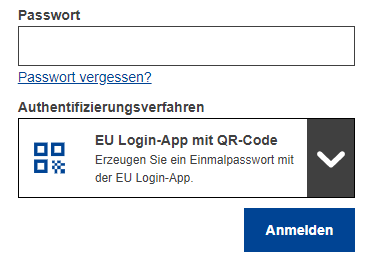 Passwort
Passwort vergessen?
Authentifizierungsverfahren
EU Login-App mit QR-Code
Erzeugen Sie ein Einmalpasswort mit
der EU Login-App.
Anmelden